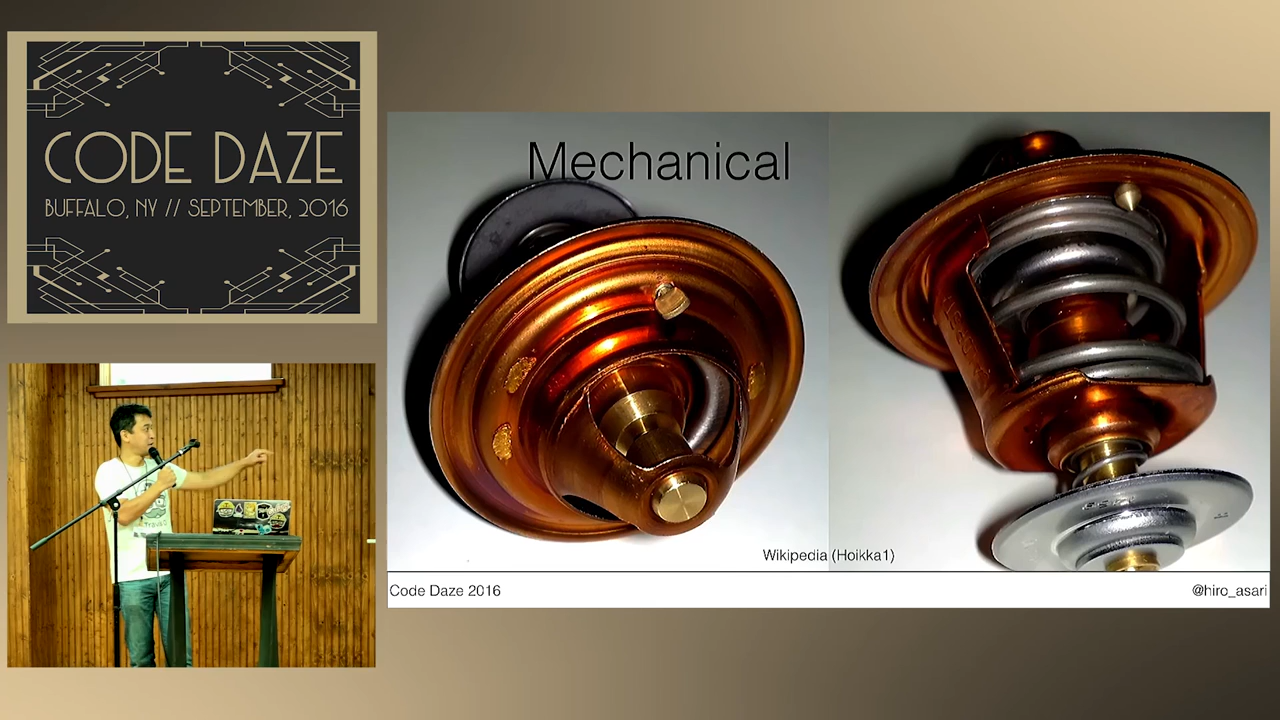 CODE DAZE
BUFFALO, NY // SEPTEMBER, 2016
Mechanical
Wikipedia (Hoikka1)
Code Daze 2016
@hiro_asari